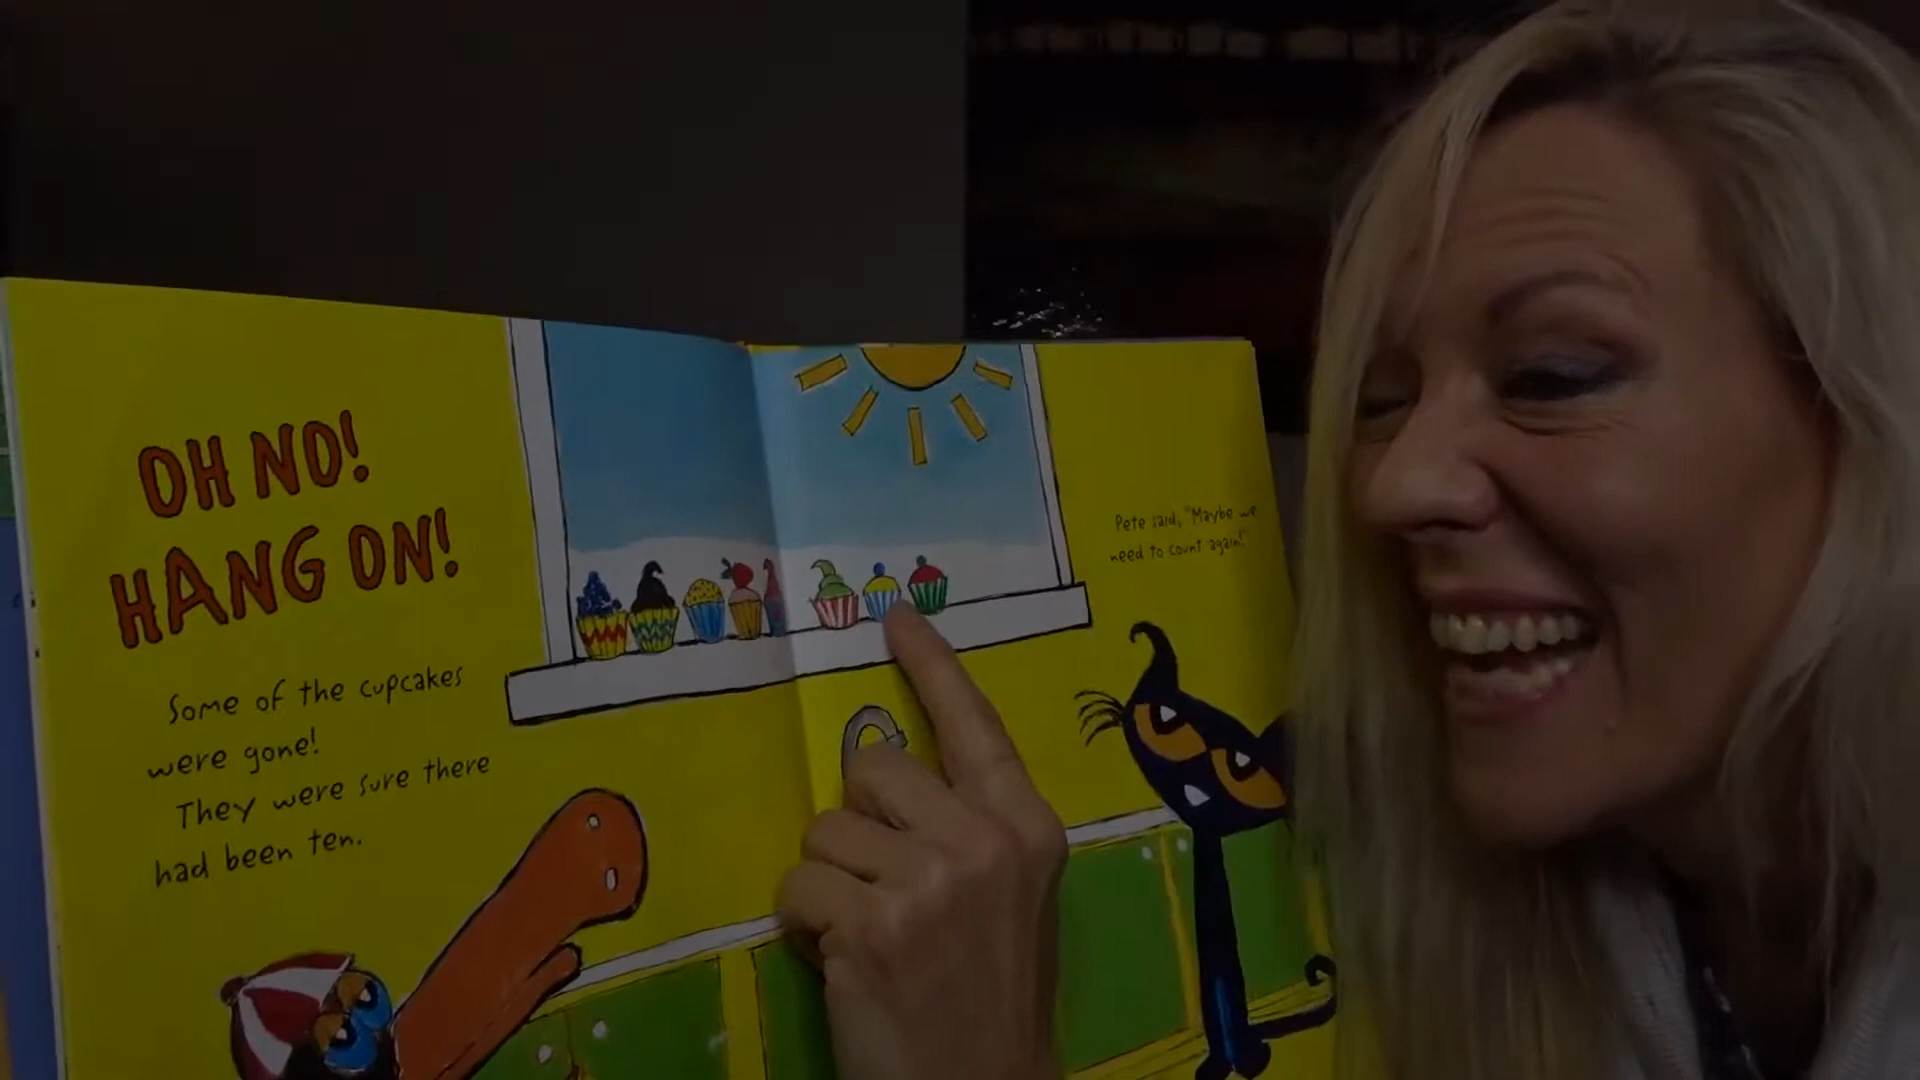 OH NO!
HANG ON!
Some of the cupcakes
were gone!
They were sure there
had been ten.
Pete said, "Maybe we
need to count again!"